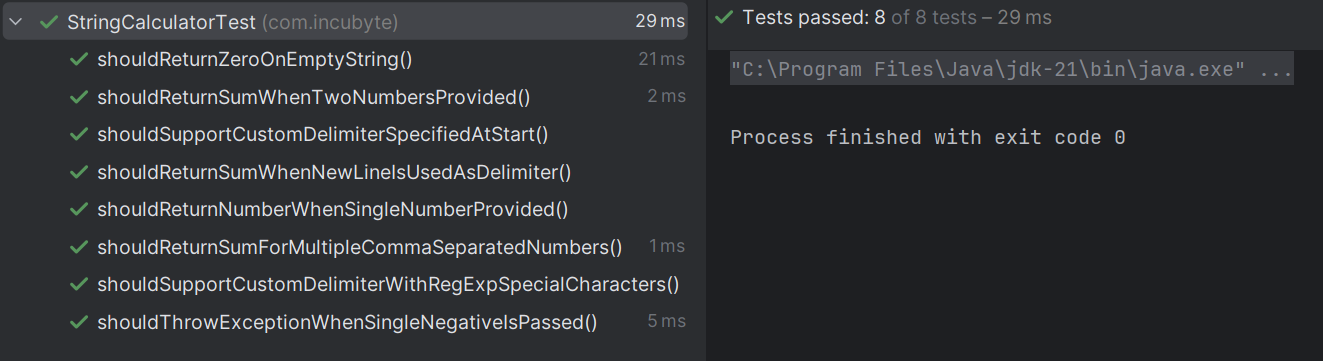 StringCalculatorTest (com.incubyte) 29 ms
shouldReturnZeroOnEmptyString() 21 ms
shouldReturnSumWhenTwoNumbersProvided() 2 ms
shouldSupportCustomDelimiterSpecifiedAtStart()
shouldReturnSumWhenNewLineIsUsedAsDelimiter()
shouldReturnNumberWhenSingleNumberProvided()
shouldReturnSumForMultipleCommaSeparatedNumbers() 1 ms
shouldSupportCustomDelimiterWithRegExpSpecialCharacters()
shouldThrowExceptionWhenSingleNegativeIsPassed() 5 ms
Tests passed: 8 of 8 tests – 29 ms
"C:\Program Files\Java\jdk-21\bin\java.exe" ...
Process finished with exit code 0